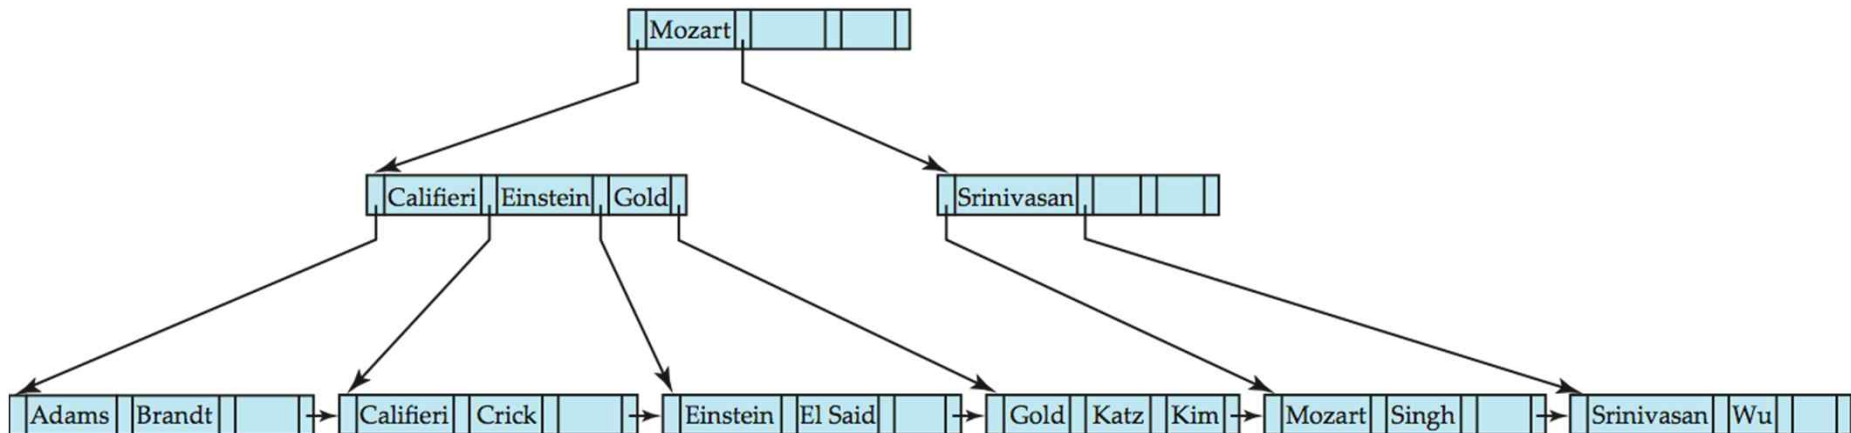 Mozart
Califieri Einstein Gold Srinivasan
Adams Brandt Califieri Crick Einstein El Said Gold Katz Kim Mozart Singh Srinivasan Wu